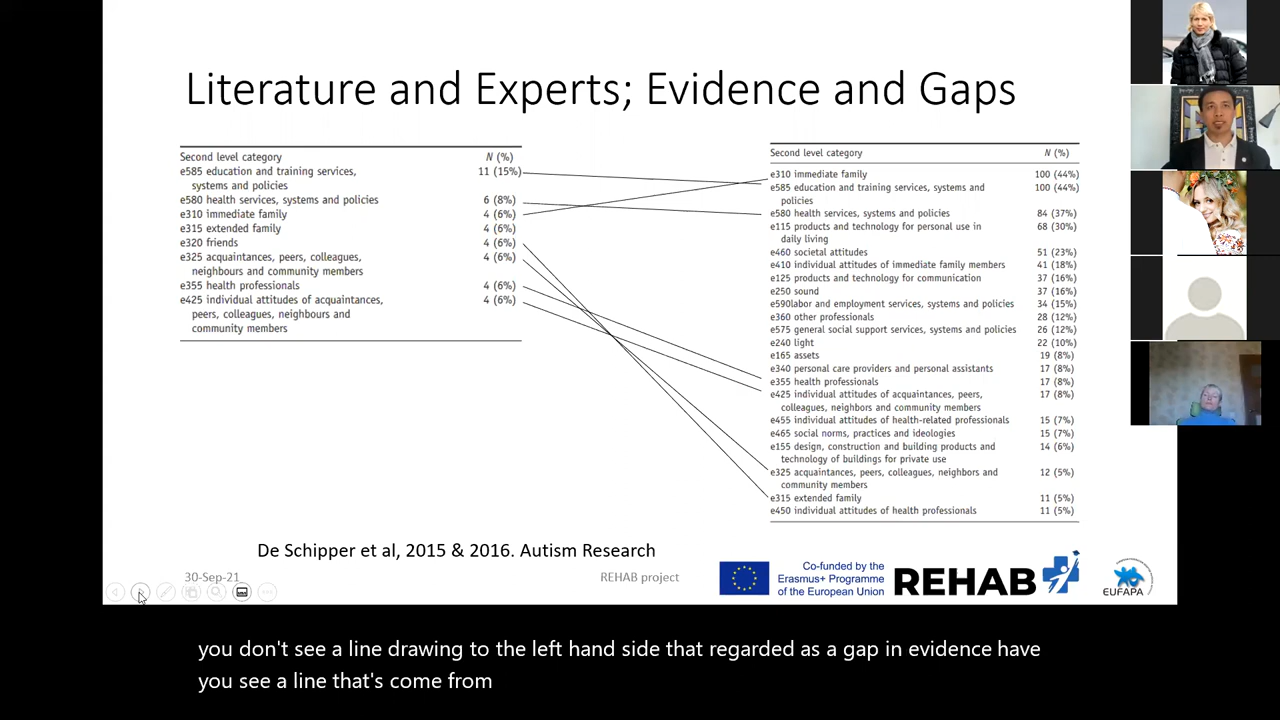 Literature and Experts; Evidence and Gaps
Second level category N (%)
e585 education and training services, 11 (15%)
systems and policies
e580 health services, systems and policies 6 (8%)
e310 immediate family 4 (6%)
e315 extended family 4 (6%)
e320 friends 4 (6%)
e325 acquaintances, peers, colleagues, 4 (6%)
neighbours and community members
e355 health professionals 4 (6%)
e425 individual attitudes of acquaintances, 4 (6%)
peers, colleagues, neighbours and
community members
Second level category N (%)
e310 immediate family 100 (44%)
e585 education and training services, systems and 100 (44%)
policies
e580 health services, systems and policies 84 (37%)
e115 products and technology for personal use in 68 (30%)
daily living
e460 societal attitudes 51 (23%)
e410 individual attitudes of immediate family members 41 (18%)
e125 products and technology for communication 37 (16%)
e250 sound 37 (16%)
e590labor and employment services, systems and policies 34 (15%)
e360 other professionals 28 (12%)
e575 general social support services, systems and policies 26 (12%)
e240 light 22 (10%)
e165 assets 19 (8%)
e340 personal care providers and personal assistants 17 (8%)
e355 health professionals 17 (8%)
e425 individual attitudes of acquaintances, peers, 17 (8%)
colleagues, neighbors and community members
e455 individual attitudes of health-related professionals 15 (7%)
e465 social norms, practices and ideologies 15 (7%)
e155 design, construction and building products and 14 (6%)
technology of buildings for private use
e325 acquaintances, peers, colleagues, neighbors and 12 (5%)
community members
e315 extended family 11 (5%)
e450 individual attitudes of health professionals 11 (5%)
De Schipper et al, 2015 & 2016. Autism Research
30-Sep-21
REHAB project
Co-funded by the
Erasmus+ Programme
of the European Union
REHAB
EUFAPA
you don't see a line drawing to the left hand side that regarded as a gap in evidence have
you see a line that's come from